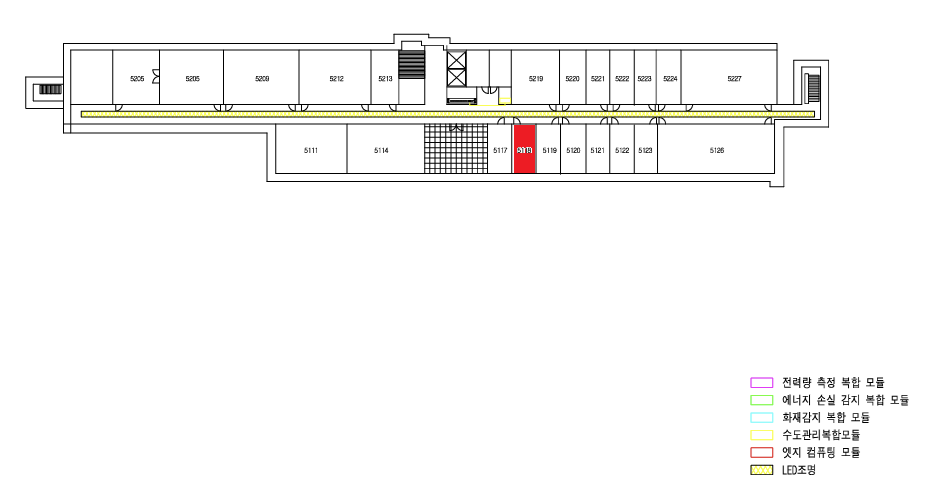 5205 5205 5209 5212 5213 5219 5220 5221 5222 5223 5224 5227
5111 5114 5117 5118 5119 5120 5121 5122 5123 5126
전력량 측정 복합 모듈
에너지 손실 감지 복합 모듈
화재감지 복합 모듈
수도관리복합모듈
엣지 컴퓨팅 모듈
LED조명